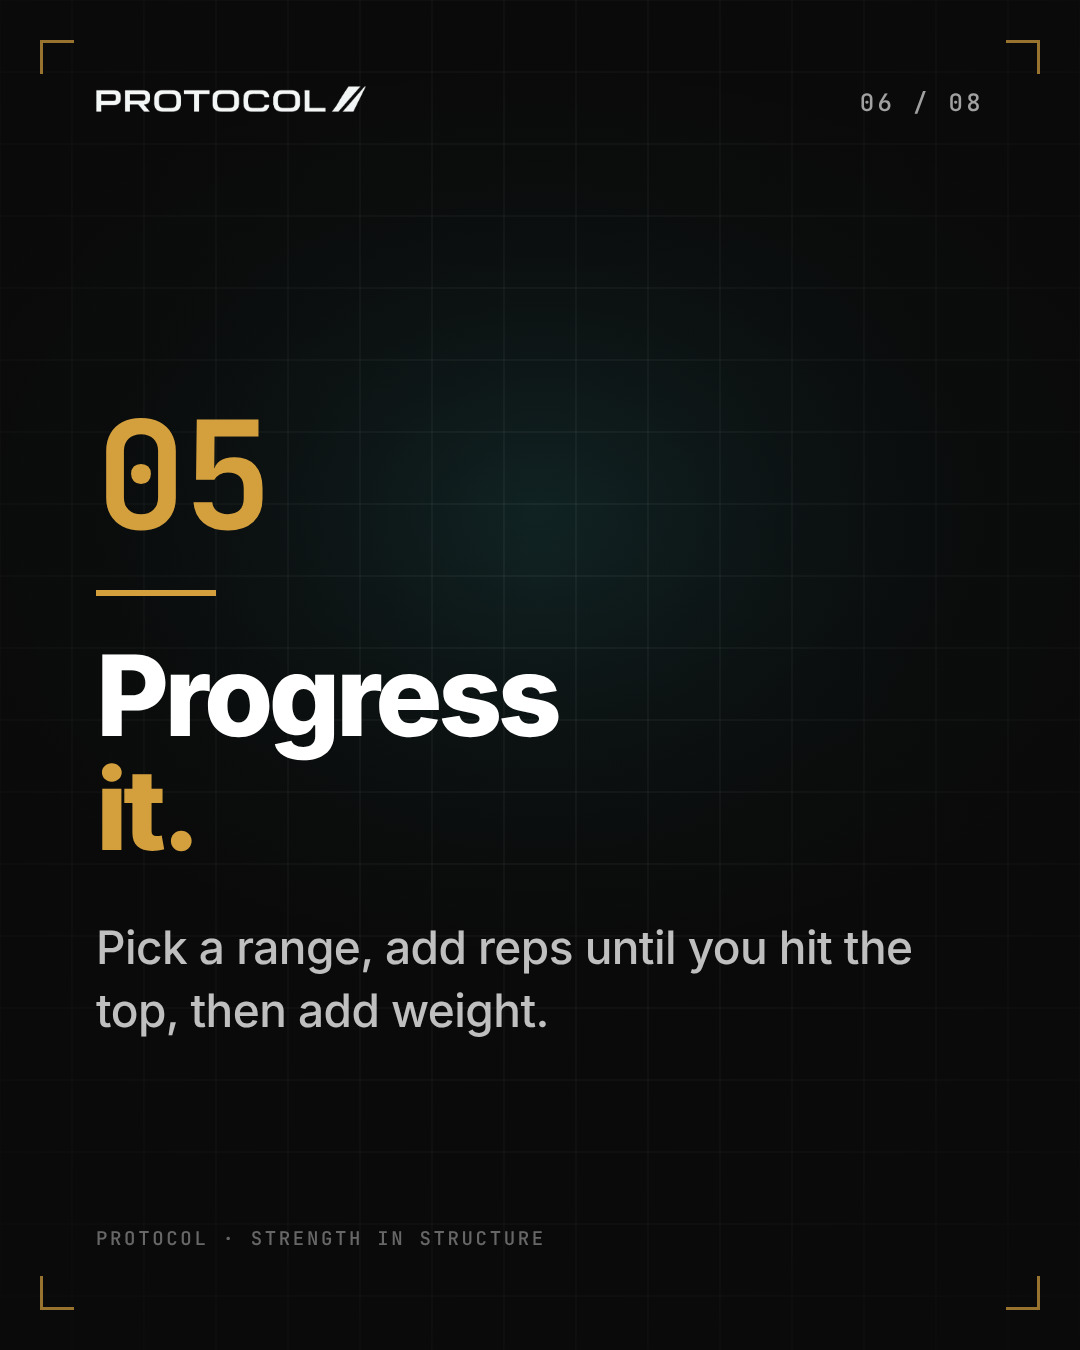 PROTOCOL
06 / 08
05
Progress
it.
Pick a range, add reps until you hit the
top, then add weight.
PROTOCOL · STRENGTH IN STRUCTURE